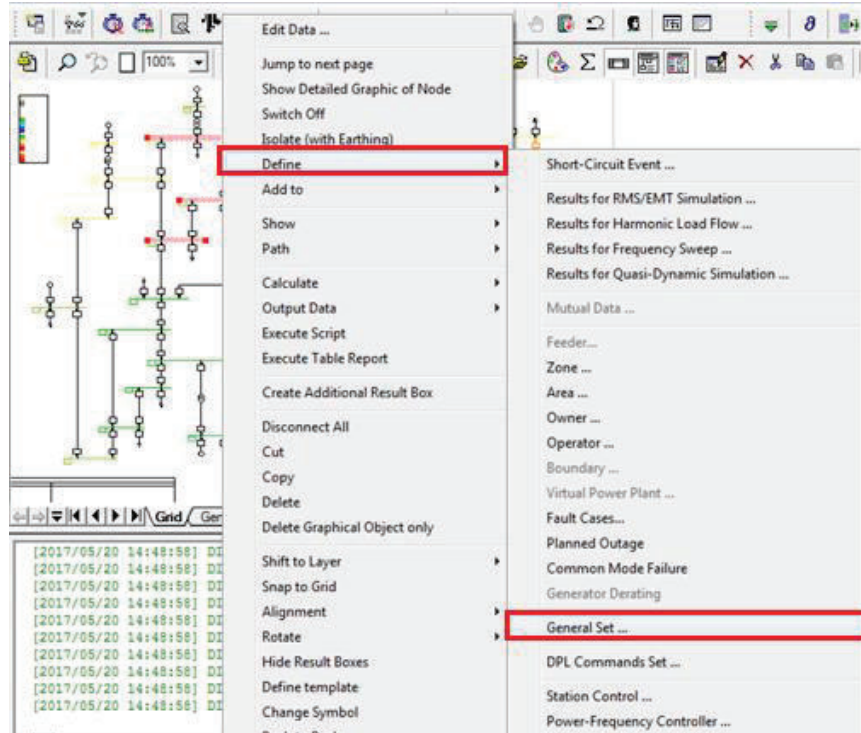 Edit Data ...
100%
Jump to next page
Show Detailed Graphic of Node
Switch Off
Isolate (with Earthing)
Define
Add to
Show
Path
Calculate
Output Data
Execute Script
Execute Table Report
Create Additional Result Box
Disconnect All
Cut
Copy
Delete
Delete Graphical Object only
Shift to Layer
Snap to Grid
Alignment
Rotate
Hide Result Boxes
Define template
Change Symbol
Short-Circuit Event ...
Results for RMS/EMT Simulation ...
Results for Harmonic Load Flow ...
Results for Frequency Sweep ...
Results for Quasi-Dynamic Simulation ...
Mutual Data ...
Feeder...
Zone ...
Area ...
Owner ...
Operator ...
Boundary ...
Virtual Power Plant ...
Fault Cases...
Planned Outage
Common Mode Failure
Generator Derating
General Set ...
DPL Commands Set ...
Station Control ...
Power-Frequency Controller ...
Grid
Ger
[2017/05/20 14:48:58] DI
[2017/05/20 14:48:58] DI
[2017/05/20 14:48:58] DI
[2017/05/20 14:48:58] DI
[2017/05/20 14:48:58] DI
[2017/05/20 14:48:58] DI
[2017/05/20 14:48:58] DI
[2017/05/20 14:48:58] DI
[2017/05/20 14:48:58] DI
[2017/05/20 14:48:58] DI